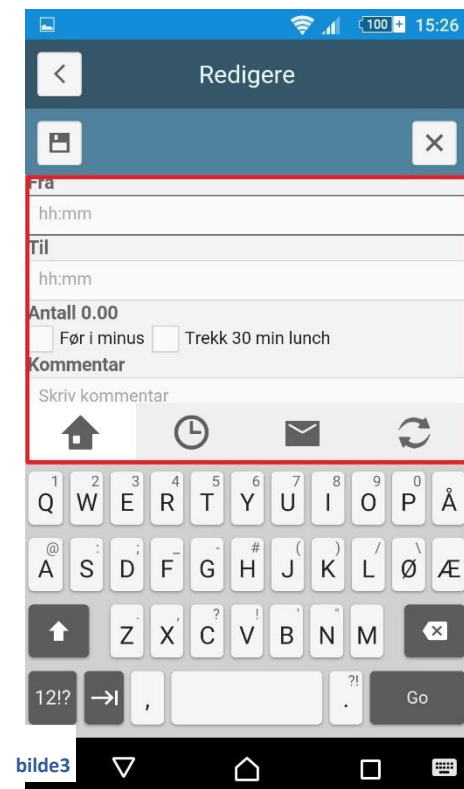 100 15:26
Redigere
Fra
hh:mm
Til
hh:mm
Antall 0.00
Før i minus Trekk 30 min lunch
Kommentar
Skriv kommentar
1 2 3 4 5 6 7 8 9 0
Q W E R T Y U I O P Å
@ : ; _ - # ( ) / \
A S D F G H J K L Ø Æ
. , ? ! ' "
Z X C V B N M
12!? , . ?! Go
bilde3